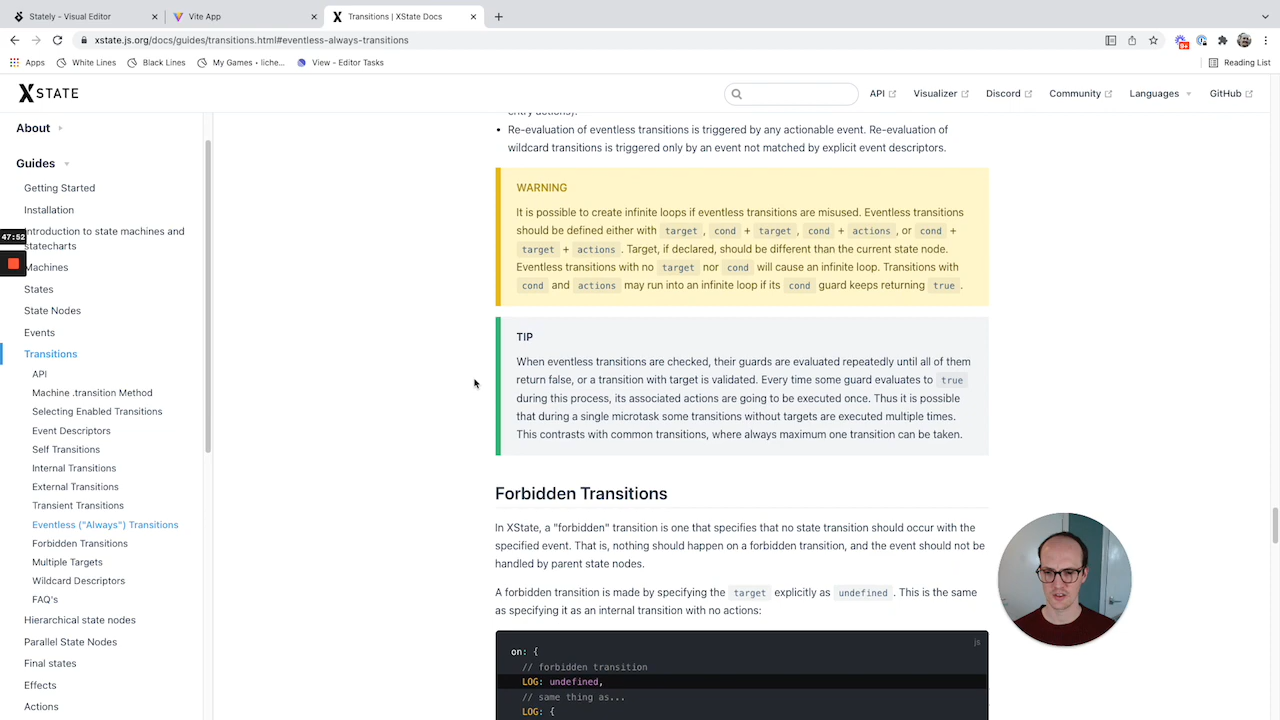 Stately - Visual Editor
Vite App
Transitions | XState Docs
xstate.js.org/docs/guides/transitions.html#eventless-always-transitions
Apps
White Lines
Black Lines
My Games · liche...
View - Editor Tasks
Reading List
XSTATE
API
Visualizer
Discord
Community
Languages
GitHub
About
Guides
Getting Started
Installation
Introduction to state machines and
statecharts
47:52
Machines
States
State Nodes
Events
Transitions
API
Machine .transition Method
Selecting Enabled Transitions
Event Descriptors
Self Transitions
Internal Transitions
External Transitions
Transient Transitions
Eventless ("Always") Transitions
Forbidden Transitions
Multiple Targets
Wildcard Descriptors
FAQ's
Hierarchical state nodes
Parallel State Nodes
Final states
Effects
Actions
entry actions).
• Re-evaluation of eventless transitions is triggered by any actionable event. Re-evaluation of
wildcard transitions is triggered only by an event not matched by explicit event descriptors.
WARNING
It is possible to create infinite loops if eventless transitions are misused. Eventless transitions
should be defined either with target , cond + target , cond + actions , or cond +
target + actions . Target, if declared, should be different than the current state node.
Eventless transitions with no target nor cond will cause an infinite loop. Transitions with
cond and actions may run into an infinite loop if its cond guard keeps returning true .
TIP
When eventless transitions are checked, their guards are evaluated repeatedly until all of them
return false, or a transition with target is validated. Every time some guard evaluates to true
during this process, its associated actions are going to be executed once. Thus it is possible
that during a single microtask some transitions without targets are executed multiple times.
This contrasts with common transitions, where always maximum one transition can be taken.
Forbidden Transitions
In XState, a "forbidden" transition is one that specifies that no state transition should occur with the
specified event. That is, nothing should happen on a forbidden transition, and the event should not be
handled by parent state nodes.
A forbidden transition is made by specifying the target explicitly as undefined . This is the same
as specifying it as an internal transition with no actions:
js
on: {
// forbidden transition
LOG: undefined,
// same thing as...
LOG: {